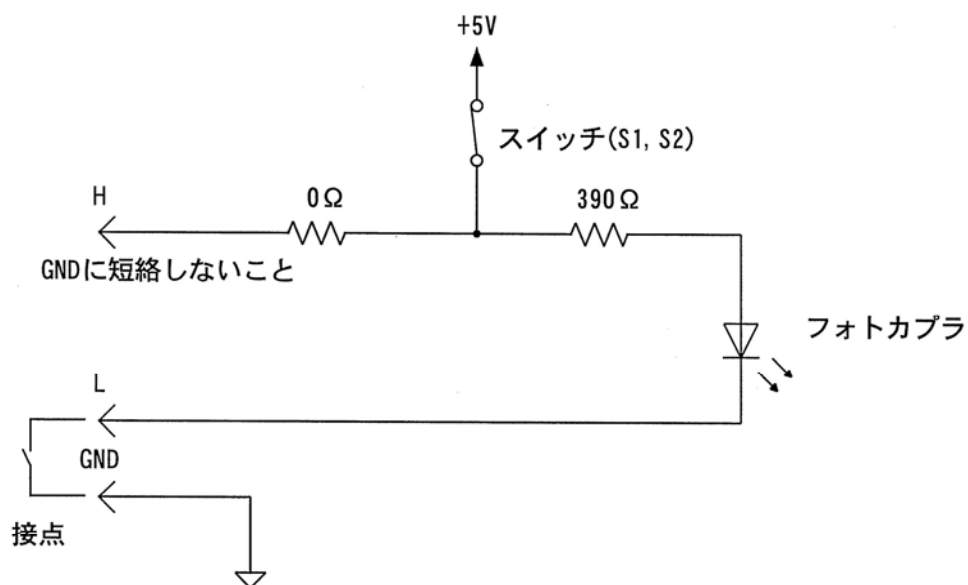 +5V
スイッチ(S1, S2)
H
0Ω
390Ω
GNDに短絡しないこと
フォトカプラ
L
GND
接点